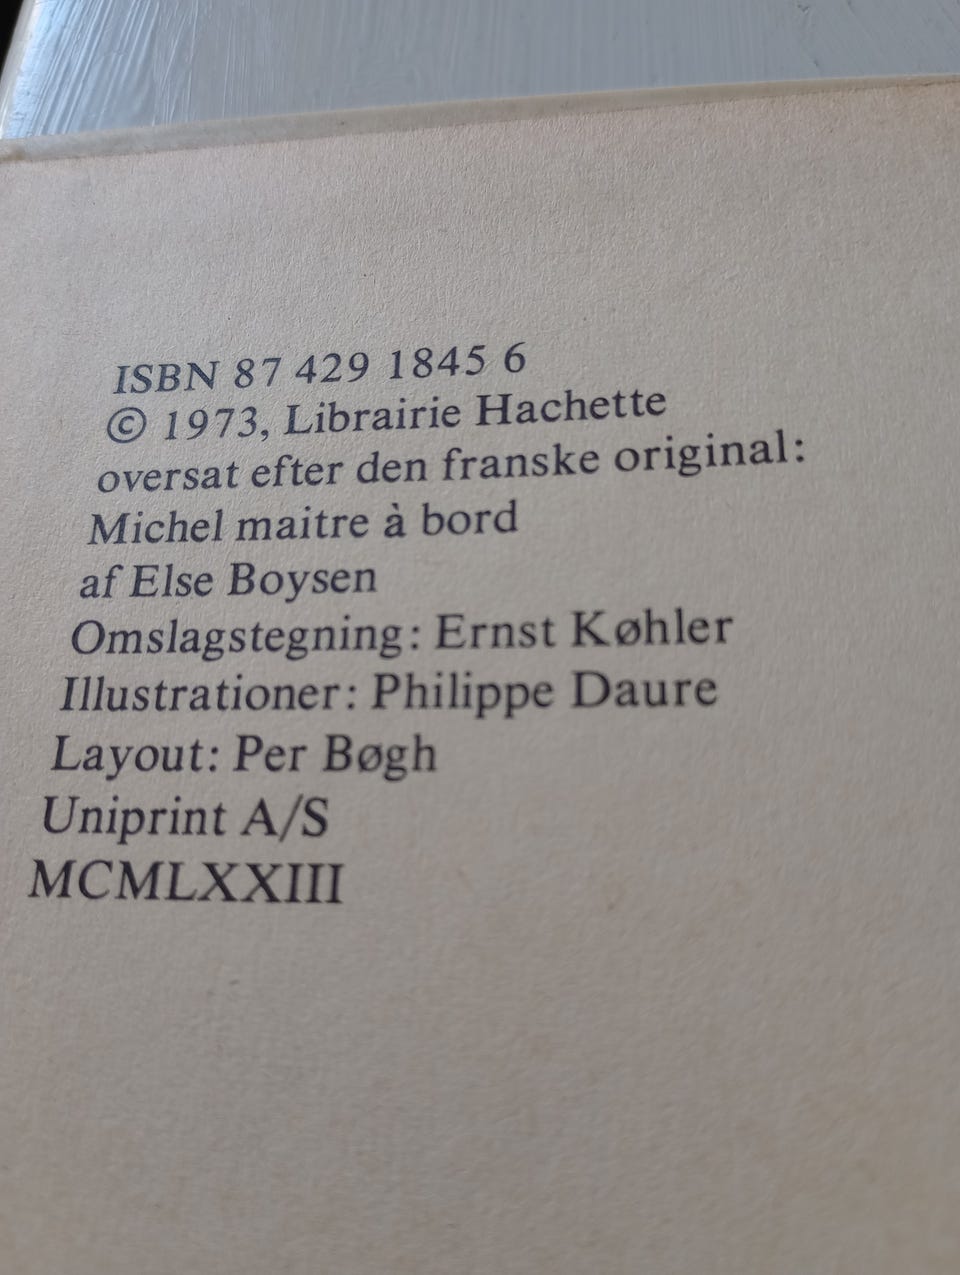 ISBN 87 429 1845 6
© 1973, Librairie Hachette
oversat efter den franske original:
Michel maitre à bord
af Else Boysen
Omslagstegning: Ernst Køhler
Illustrationer: Philippe Daure
Layout: Per Bøgh
Uniprint A/S
MCMLXXIII